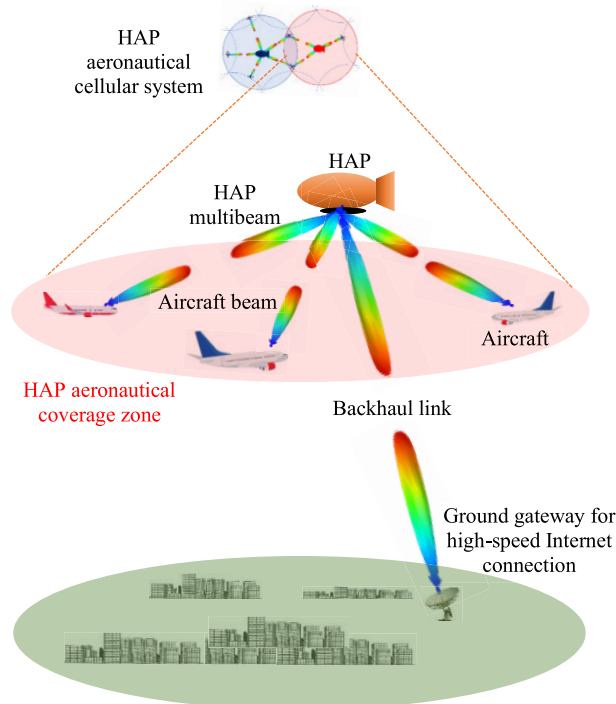 HAP
aeronautical
cellular system
HAP
HAP
multibeam
Aircraft beam
Aircraft
HAP aeronautical
coverage zone
Backhaul link
Ground gateway for
high-speed Internet
connection